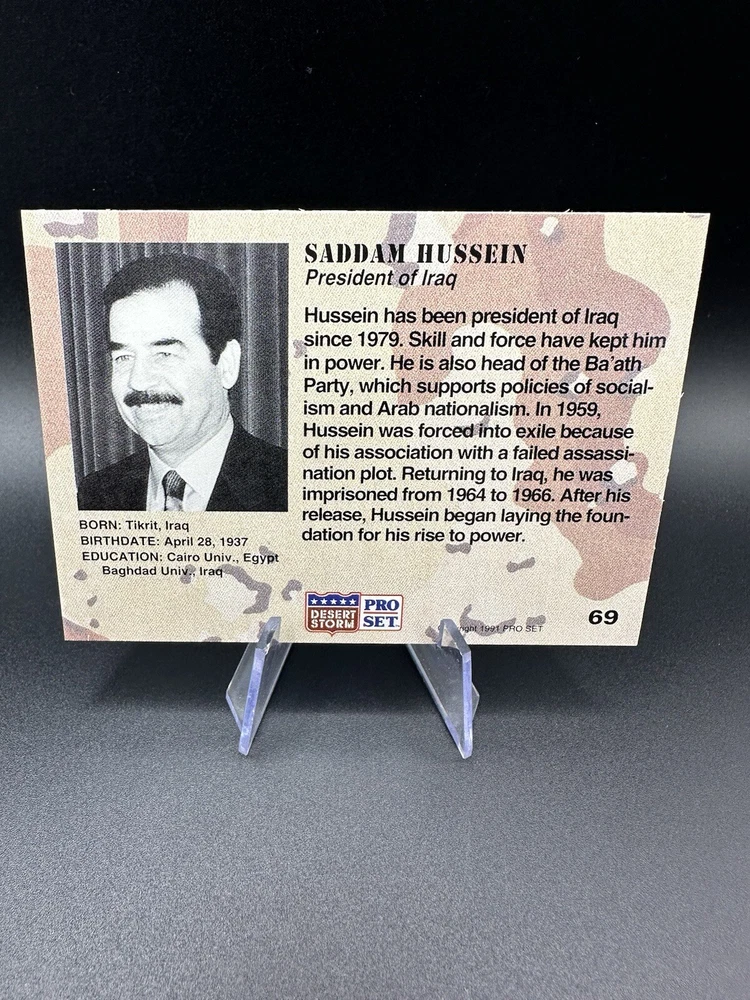 SADDAM HUSSEIN
President of Iraq
Hussein has been president of Iraq
since 1979. Skill and force have kept him
in power. He is also head of the Ba'ath
Party, which supports policies of social-
ism and Arab nationalism. In 1959,
Hussein was forced into exile because
of his association with a failed assassi-
nation plot. Returning to Iraq, he was
imprisoned from 1964 to 1966. After his
release, Hussein began laying the foun-
dation for his rise to power.
BORN: Tikrit, Iraq
BIRTHDATE: April 28, 1937
EDUCATION: Cairo Univ., Egypt
Baghdad Univ., Iraq
DESERT
STORM
PRO
SET
1991 PRO SET
69